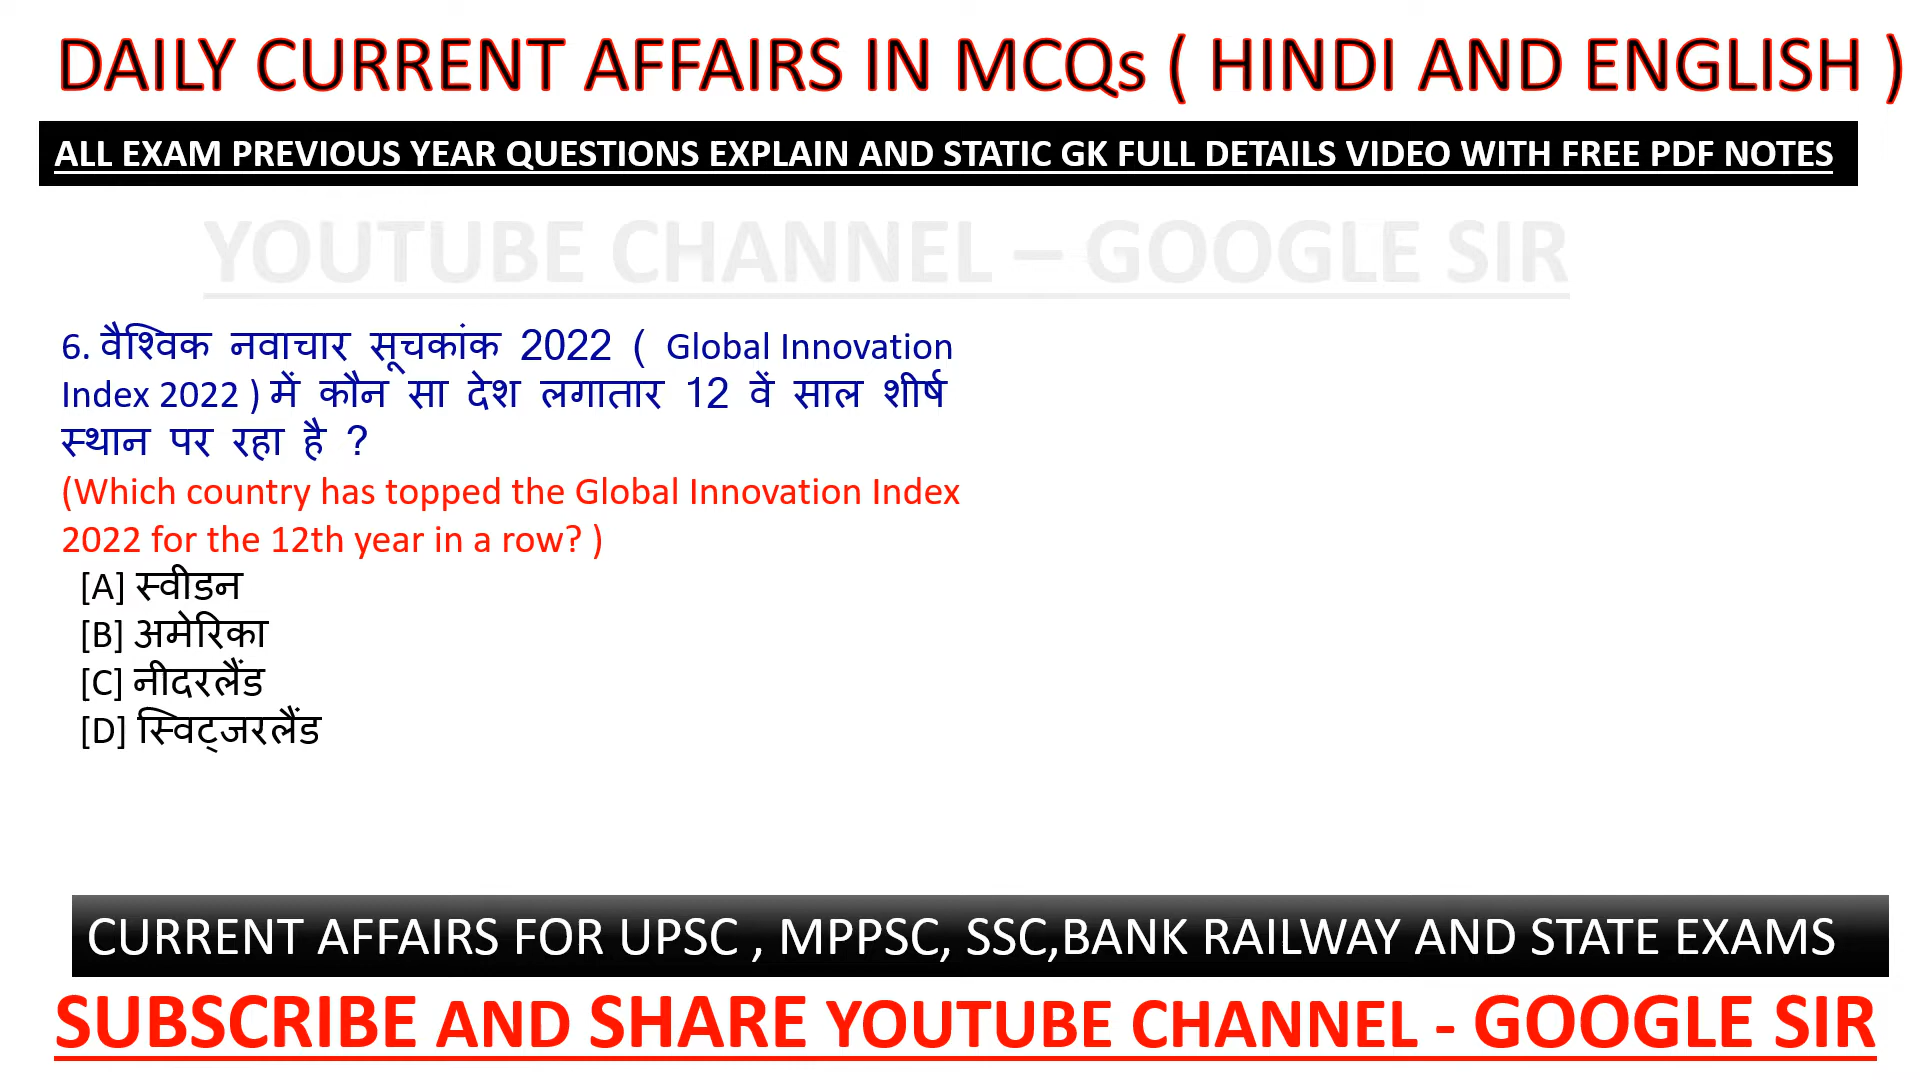 DAILY CURRENT AFFAIRS IN MCQs ( HINDI AND ENGLISH )
ALL EXAM PREVIOUS YEAR QUESTIONS EXPLAIN AND STATIC GK FULL DETAILS VIDEO WITH FREE PDF NOTES
YOUTUBE CHANNEL – GOOGLE SIR
6. वैश्विक नवाचार सूचकांक 2022 ( Global Innovation
Index 2022 ) में कौन सा देश लगातार 12 वें साल शीर्ष
स्थान पर रहा है ?
(Which country has topped the Global Innovation Index
2022 for the 12th year in a row? )
[A] स्वीडन
[B] अमेरिका
[C] नीदरलैंड
[D] स्विट्जरलैंड
CURRENT AFFAIRS FOR UPSC , MPPSC, SSC,BANK RAILWAY AND STATE EXAMS
SUBSCRIBE AND SHARE YOUTUBE CHANNEL - GOOGLE SIR